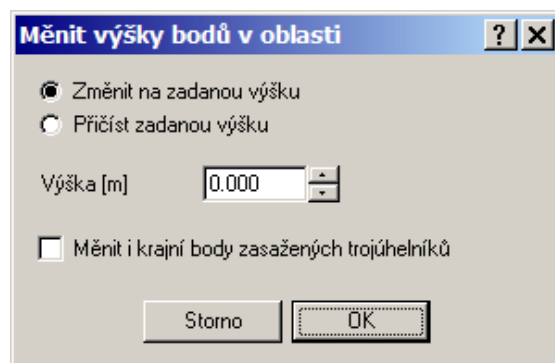 Měnit výšky bodů v oblasti
Změnit na zadanou výšku
Přičíst zadanou výšku
Výška [m] 0.000
Měnit i krajní body zasažených trojúhelníků
Storno OK